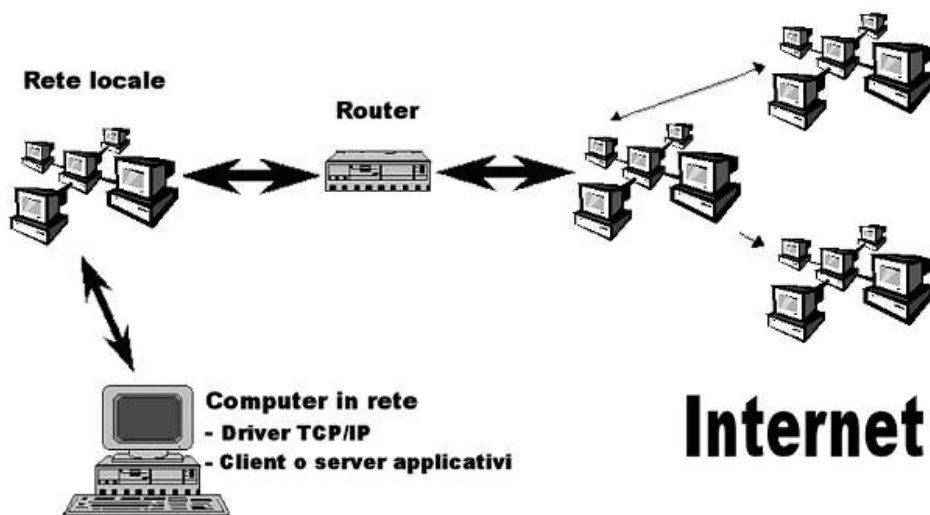 Rete locale
Router
Computer in rete
- Driver TCP/IP
- Client o server applicativi
Internet